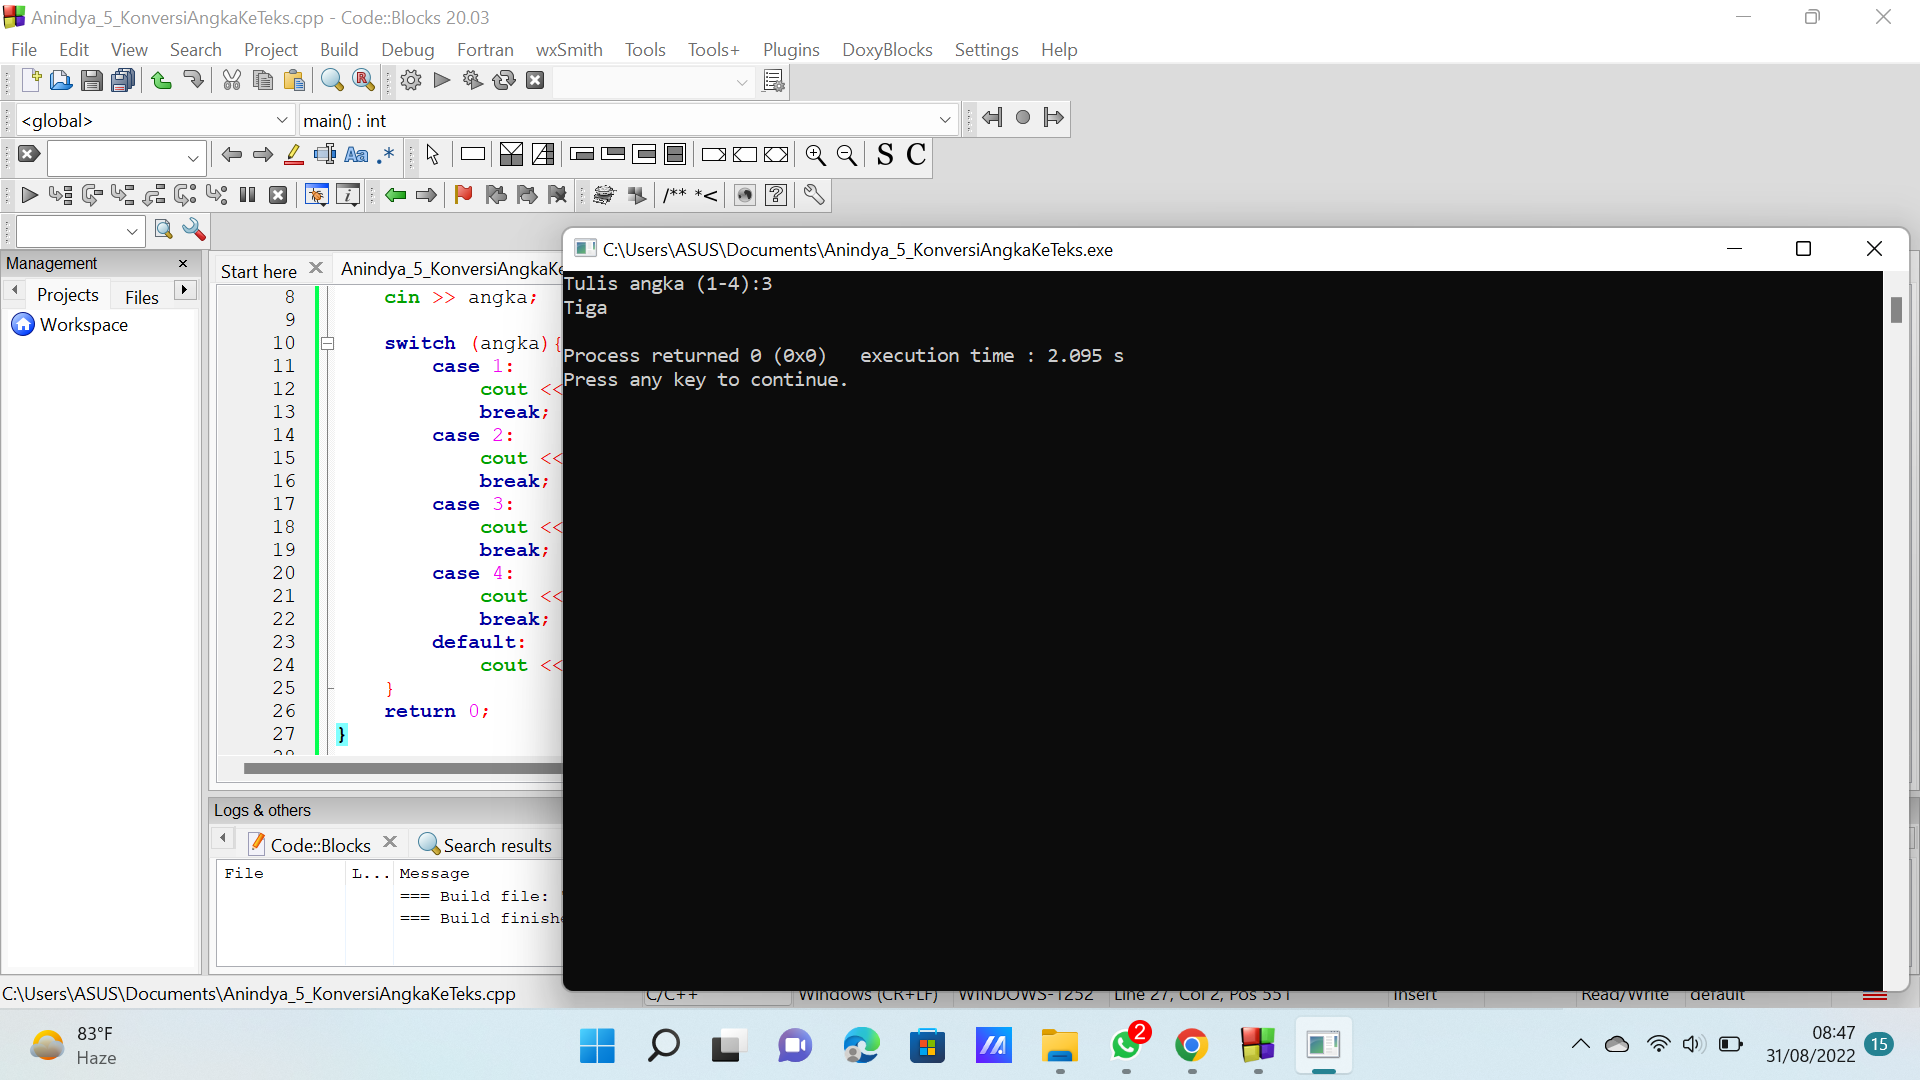 Anindya_5_KonversiAngkaKeTeks.cpp - Code::Blocks 20.03
File Edit View Search Project Build Debug Fortran wxSmith Tools Tools+ Plugins DoxyBlocks Settings Help
<global> main() : int
Aa .* S C
/** *<
Management
Projects Files
Workspace
Start here Anindya_5_KonversiAngkaKe
8 cin >> angka;
9
10 switch (angka){
11 case 1:
12 cout <<
13 break;
14 case 2:
15 cout <<
16 break;
17 case 3:
18 cout <<
19 break;
20 case 4:
21 cout <<
22 break;
23 default:
24 cout <<
25 }
26 return 0;
27 }
C:\Users\ASUS\Documents\Anindya_5_KonversiAngkaKeTeks.exe
Tulis angka (1-4):3
Tiga
Process returned 0 (0x0)   execution time : 2.095 s
Press any key to continue.
Logs & others
Code::Blocks Search results
File L... Message
=== Build file:
=== Build finishe
C:\Users\ASUS\Documents\Anindya_5_KonversiAngkaKeTeks.cpp C/C++ Windows (CR+LF) WINDOWS-1252 Line 27, Col 2, Pos 551 Insert Read/Write default
83°F
Haze
2
08:47
31/08/2022
15